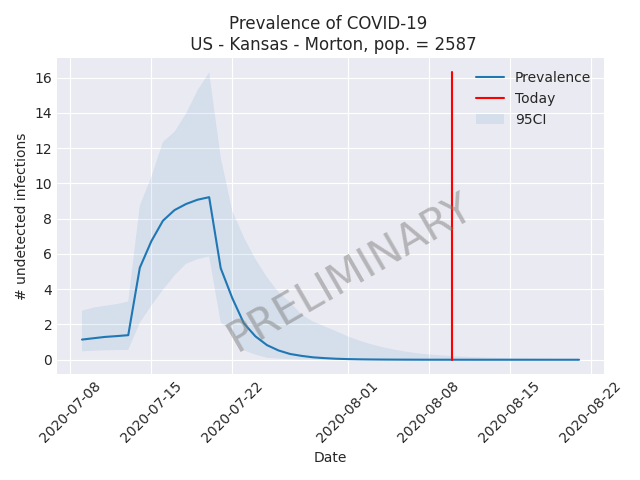 Prevalence of COVID-19
US - Kansas - Morton, pop. = 2587
16
14
12
10
8
6
4
2
0
# undetected infections
Prevalence
Today
95CI
PRELIMINARY
2020-07-08
2020-07-15
2020-07-22
2020-08-01
2020-08-08
2020-08-15
2020-08-22
Date